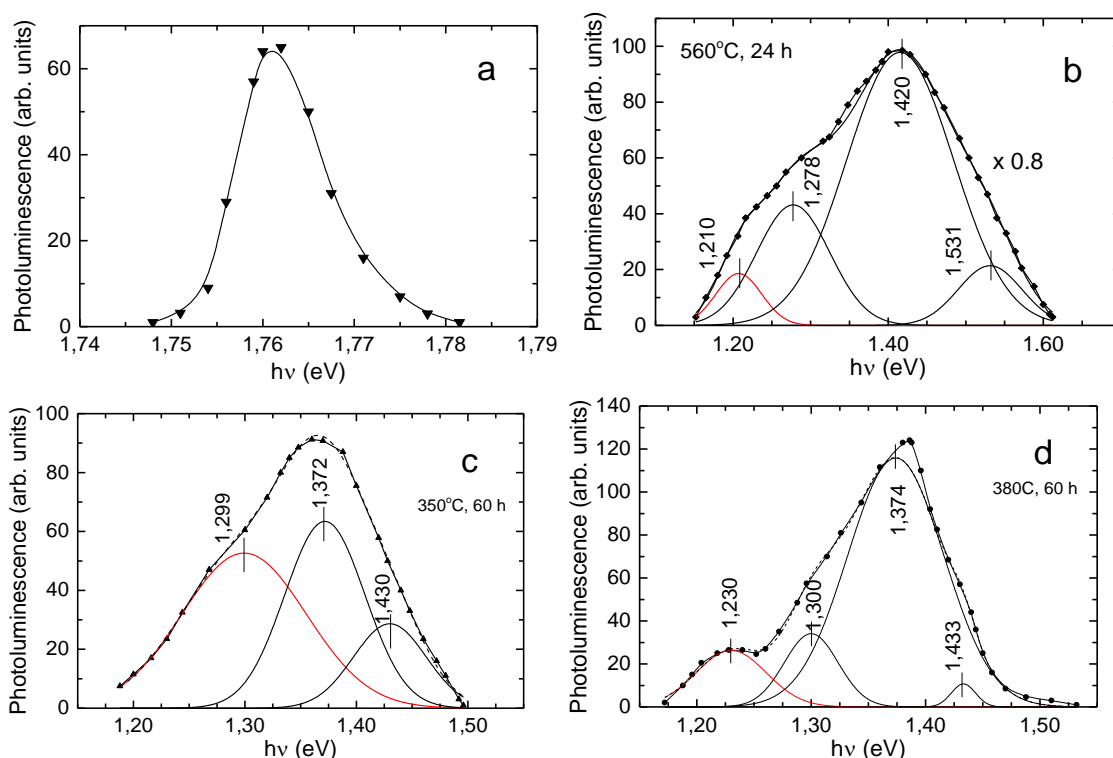 Photoluminescence (arb. units)
60
40
20
0
a
1,74 1,75 1,76 1,77 1,78 1,79
hν (eV)
Photoluminescence (arb. units)
100
80
60
40
20
0
560°C, 24 h
b
1,420
1,278
x 0.8
1,210
1,531
1.20 1.40 1.60
hν (eV)
Photoluminescence (arb. units)
100
80
60
40
20
0
c
350°C, 60 h
1,372
1,299
1,430
1,20 1,30 1,40 1,50
hν (eV)
Photoluminescence (arb. units)
140
120
100
80
60
40
20
0
d
380C, 60 h
1,374
1,230
1,300
1,433
1,20 1,30 1,40 1,50
hν (eV)